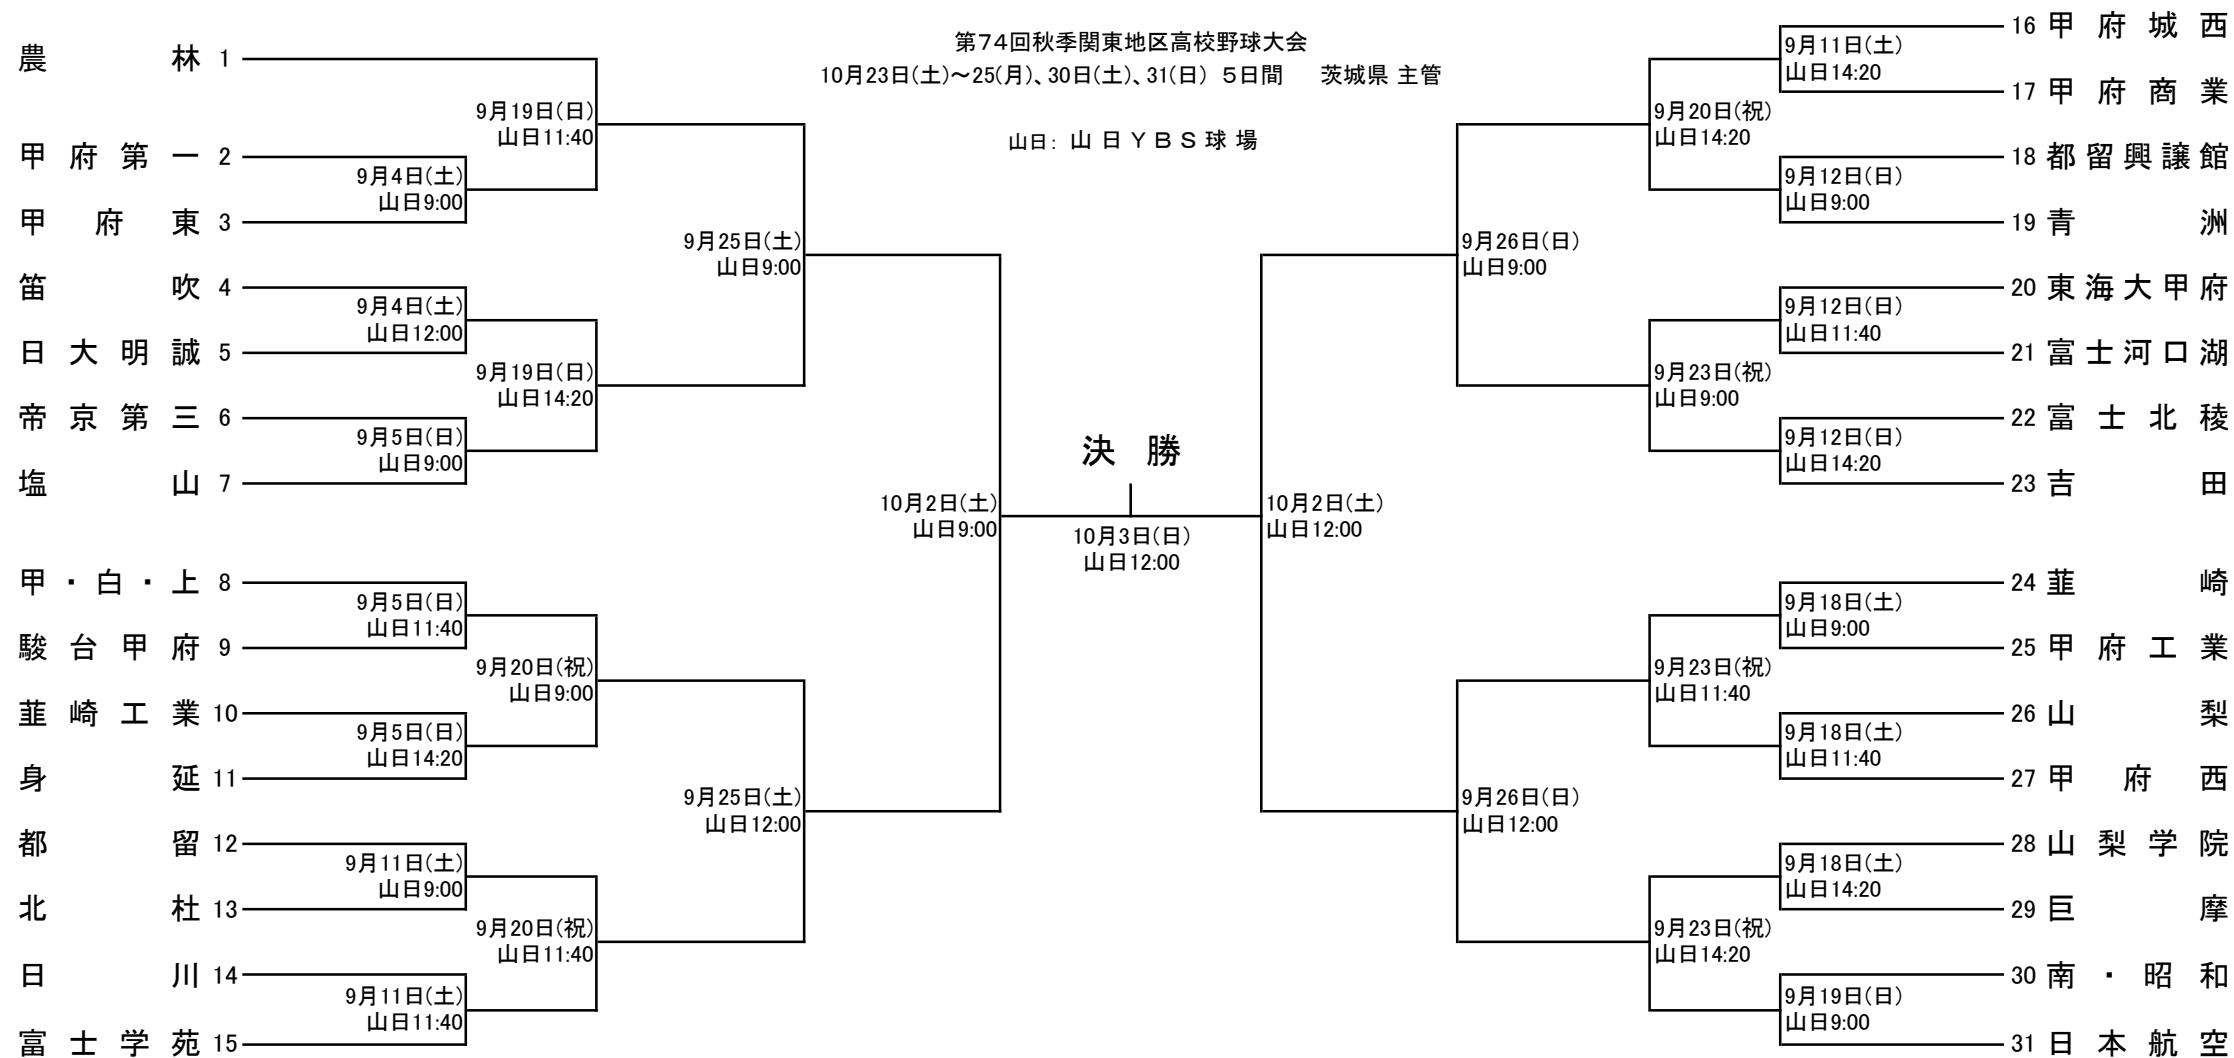 第74回秋季関東地区高校野球大会
10月23日(土)～25(月)、30日(土)、31(日) 5日間 茨城県 主管
山日: 山日YBS球場
農林 1
甲府第一 2
甲府東 3
笛吹 4
日大明誠 5
帝京第三 6
塩山 7
甲・白・上 8
駿台甲府 9
韮崎工業 10
身延 11
都留 12
北杜 13
日川 14
富士学苑 15
9月4日(土)
山日9:00
9月4日(土)
山日12:00
9月5日(日)
山日9:00
9月5日(日)
山日11:40
9月5日(日)
山日14:20
9月11日(土)
山日9:00
9月11日(土)
山日11:40
9月19日(日)
山日11:40
9月19日(日)
山日14:20
9月20日(祝)
山日9:00
9月20日(祝)
山日11:40
9月25日(土)
山日9:00
9月25日(土)
山日12:00
10月2日(土)
山日9:00
決勝
10月3日(日)
山日12:00
10月2日(土)
山日12:00
9月26日(日)
山日9:00
9月26日(日)
山日12:00
9月20日(祝)
山日14:20
9月23日(祝)
山日9:00
9月23日(祝)
山日11:40
9月23日(祝)
山日14:20
9月11日(土)
山日14:20
9月12日(日)
山日9:00
9月12日(日)
山日11:40
9月12日(日)
山日14:20
9月18日(土)
山日9:00
9月18日(土)
山日11:40
9月18日(土)
山日14:20
9月19日(日)
山日9:00
16 甲府城西
17 甲府商業
18 都留興譲館
19 青洲
20 東海大甲府
21 富士河口湖
22 富士北稜
23 吉田
24 韮崎
25 甲府工業
26 山梨
27 甲府西
28 山梨学院
29 巨摩
30 南・昭和
31 日本航空